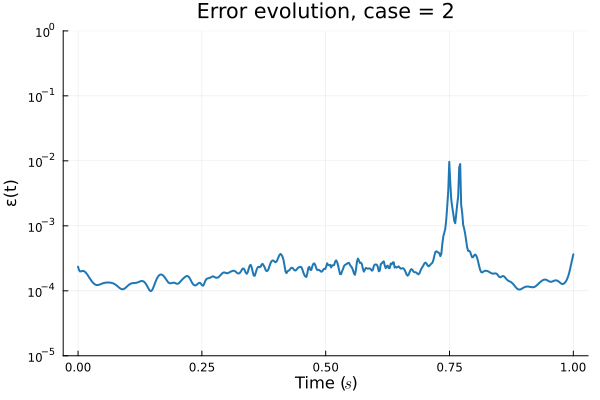 Error evolution, case = 2
10⁰
10⁻¹
10⁻²
10⁻³
10⁻⁴
10⁻⁵
ε(t)
0.00 0.25 0.50 0.75 1.00
Time (s)